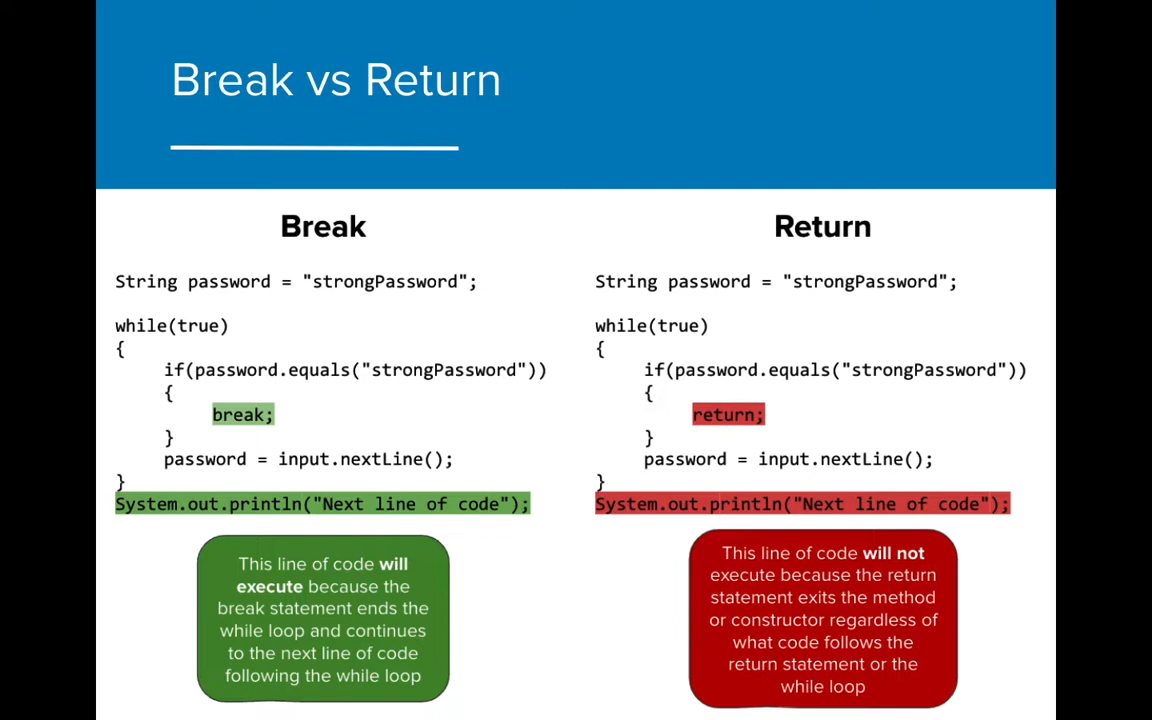 Break vs Return
Break
String password = "strongPassword";
while(true)
{
if(password.equals("strongPassword"))
{
break;
}
password = input.nextLine();
}
System.out.println("Next line of code");
This line of code will
execute because the
break statement ends the
while loop and continues
to the next line of code
following the while loop
Return
String password = "strongPassword";
while(true)
{
if(password.equals("strongPassword"))
{
return;
}
password = input.nextLine();
}
System.out.println("Next line of code");
This line of code will not
execute because the return
statement exits the method
or constructor regardless of
what code follows the
return statement or the
while loop